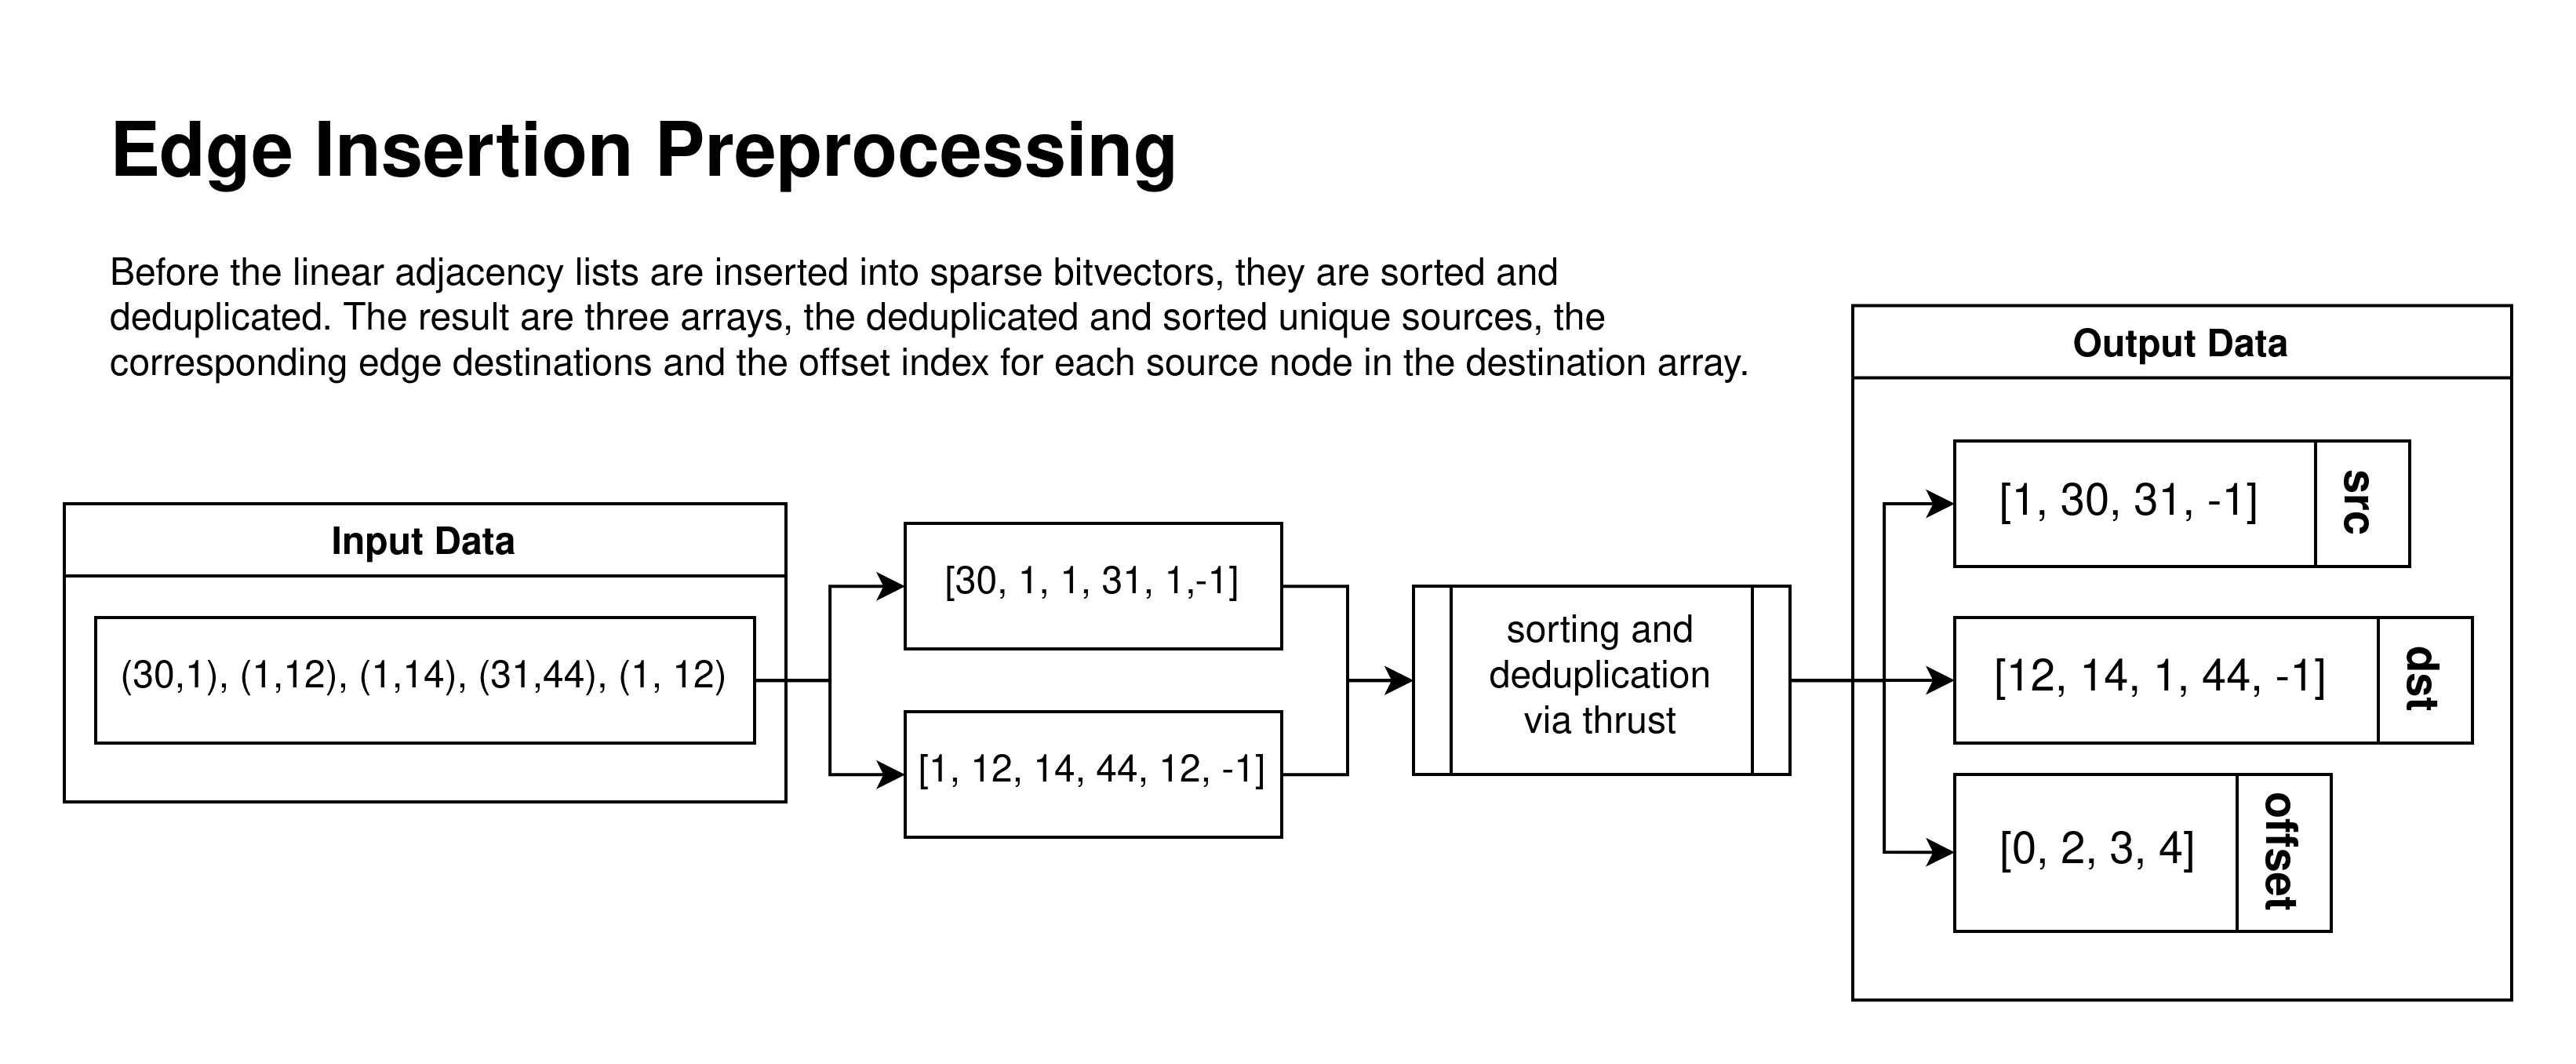 Edge Insertion Preprocessing
Before the linear adjacency lists are inserted into sparse bitvectors, they are sorted and
deduplicated. The result are three arrays, the deduplicated and sorted unique sources, the
corresponding edge destinations and the offset index for each source node in the destination array.
Input Data
(30,1), (1,12), (1,14), (31,44), (1, 12)
[30, 1, 1, 31, 1,-1]
[1, 12, 14, 44, 12, -1]
sorting and
deduplication
via thrust
Output Data
[1, 30, 31, -1]
src
[12, 14, 1, 44, -1]
dst
[0, 2, 3, 4]
offset